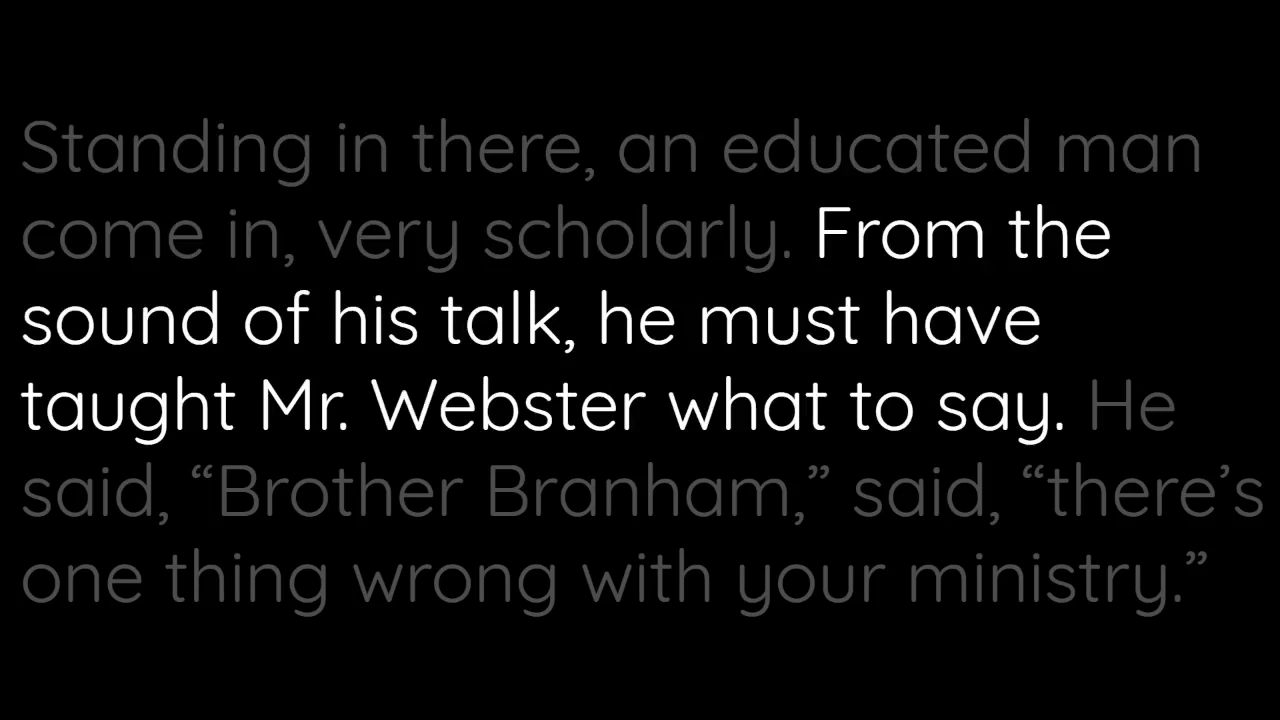 Standing in there, an educated man
come in, very scholarly. From the
sound of his talk, he must have
taught Mr. Webster what to say. He
said, “Brother Branham,” said, “there’s
one thing wrong with your ministry.”